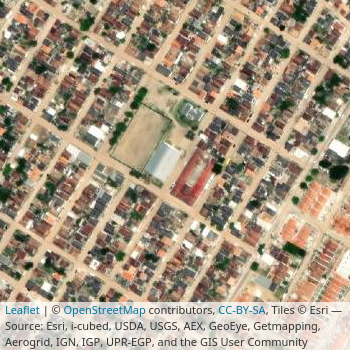 Leaflet | © OpenStreetMap contributors, CC-BY-SA, Tiles © Esri —
Source: Esri, i-cubed, USDA, USGS, AEX, GeoEye, Getmapping,
Aerogrid, IGN, IGP, UPR-EGP, and the GIS User Community